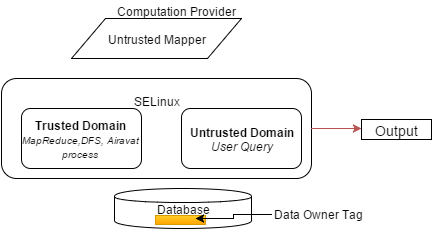 Computation Provider
Untrusted Mapper
SELinux
Trusted Domain
MapReduce,DFS, Airavat
process
Untrusted Domain
User Query
Output
Database
Data Owner Tag